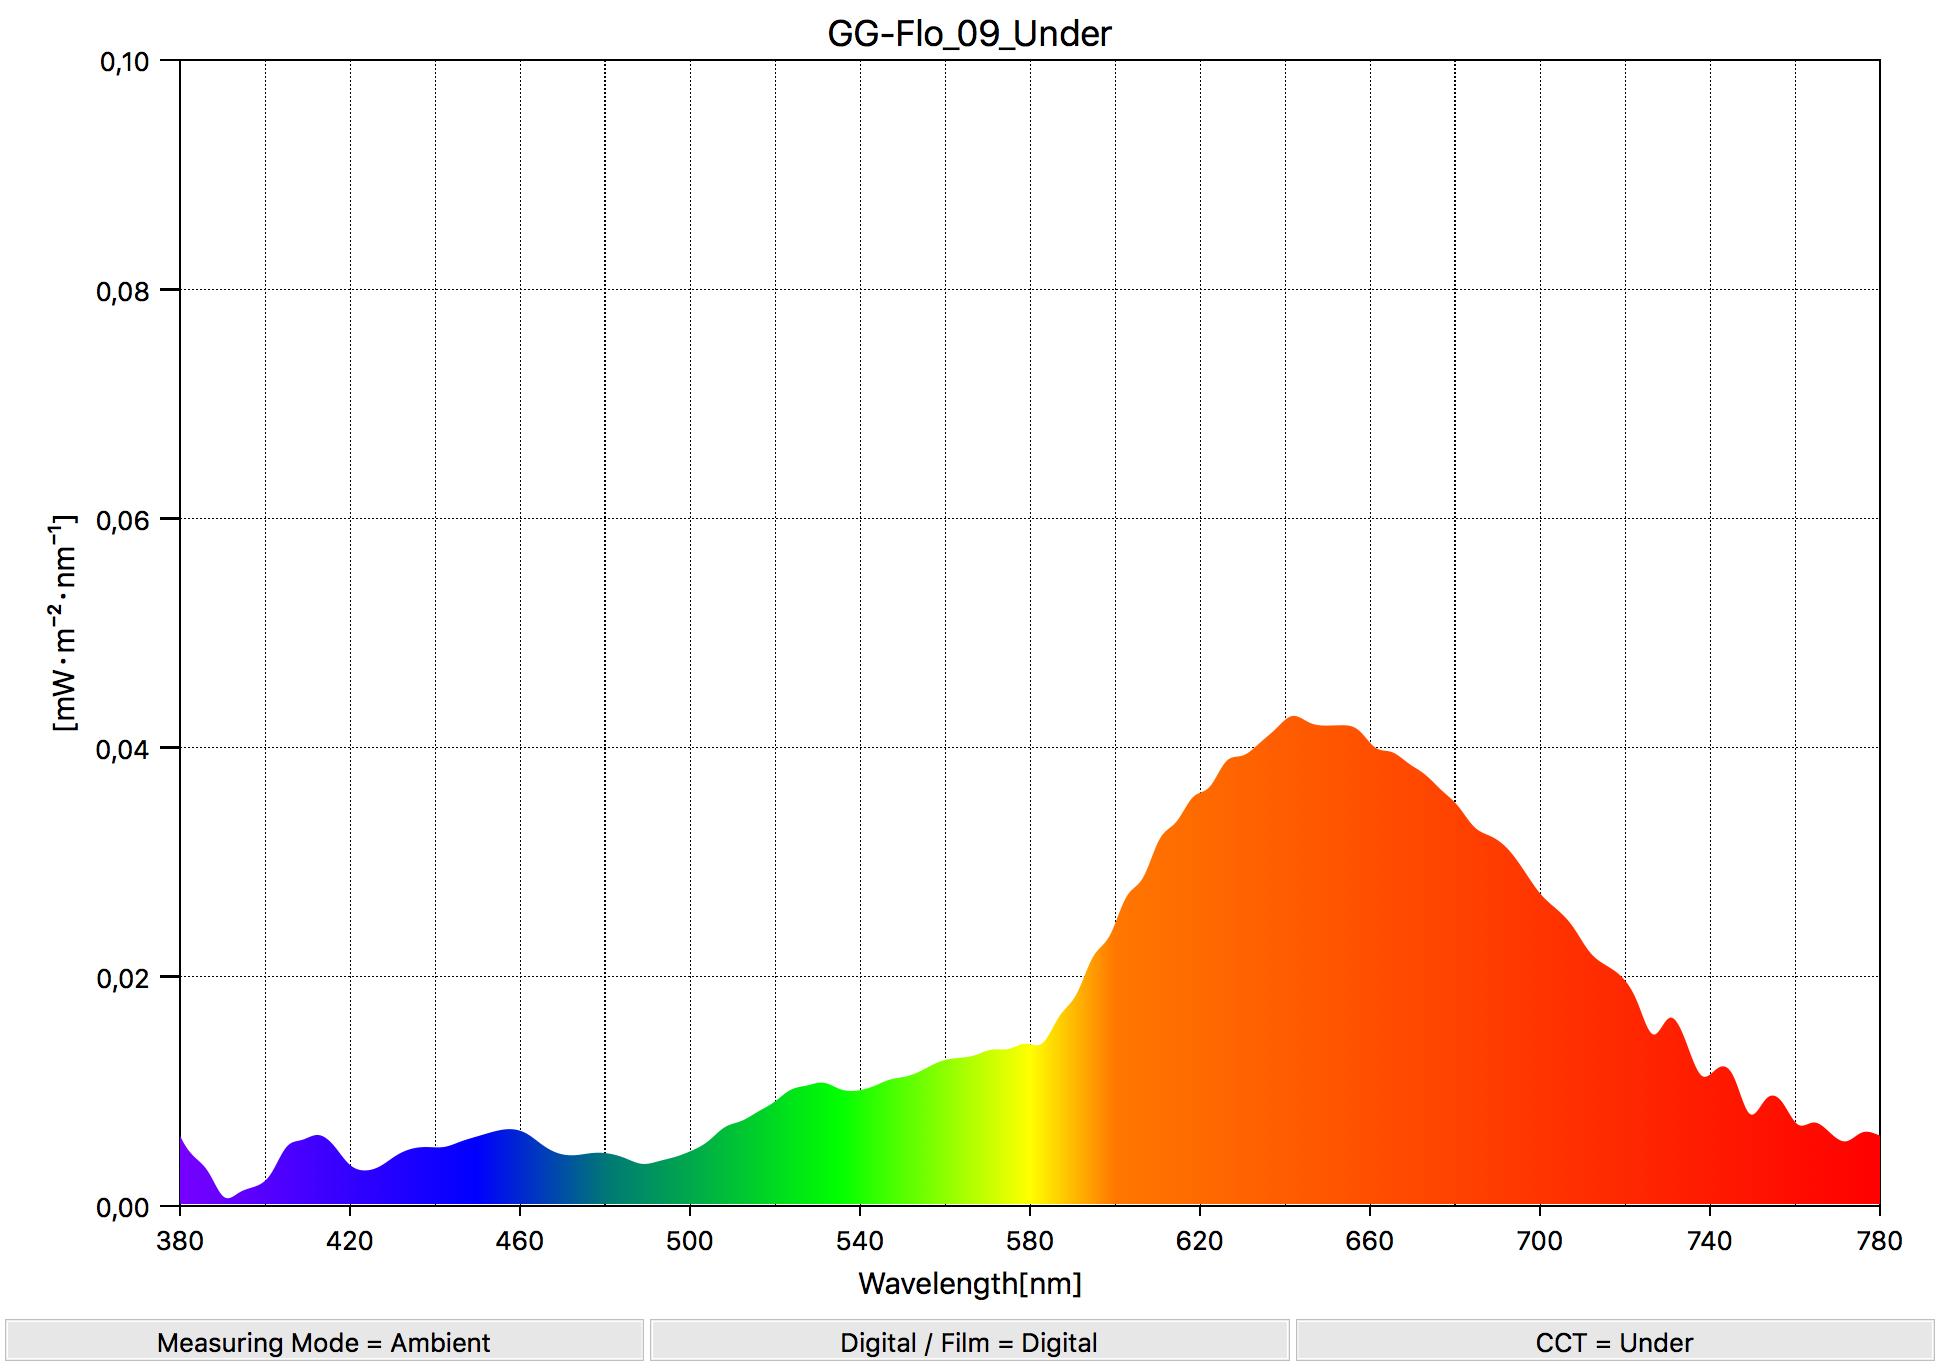 GG-Flo_09_Under
0,10
0,08
0,06
0,04
0,02
0,00
[mW·m⁻²·nm⁻¹]
380 420 460 500 540 580 620 660 700 740 780
Wavelength[nm]
Measuring Mode = Ambient
Digital / Film = Digital
CCT = Under